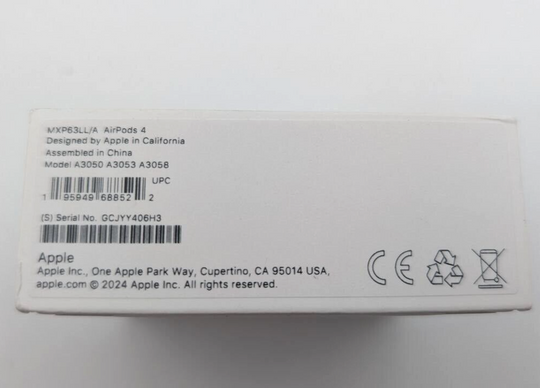 MXP63LL/A AirPods 4
Designed by Apple in California
Assembled in China
Model A3050 A3053 A3058
UPC
1 95949 68852 2
(S) Serial No. GCJYY406H3
Apple
Apple Inc., One Apple Park Way, Cupertino, CA 95014 USA,
apple.com © 2024 Apple Inc. All rights reserved.
CE